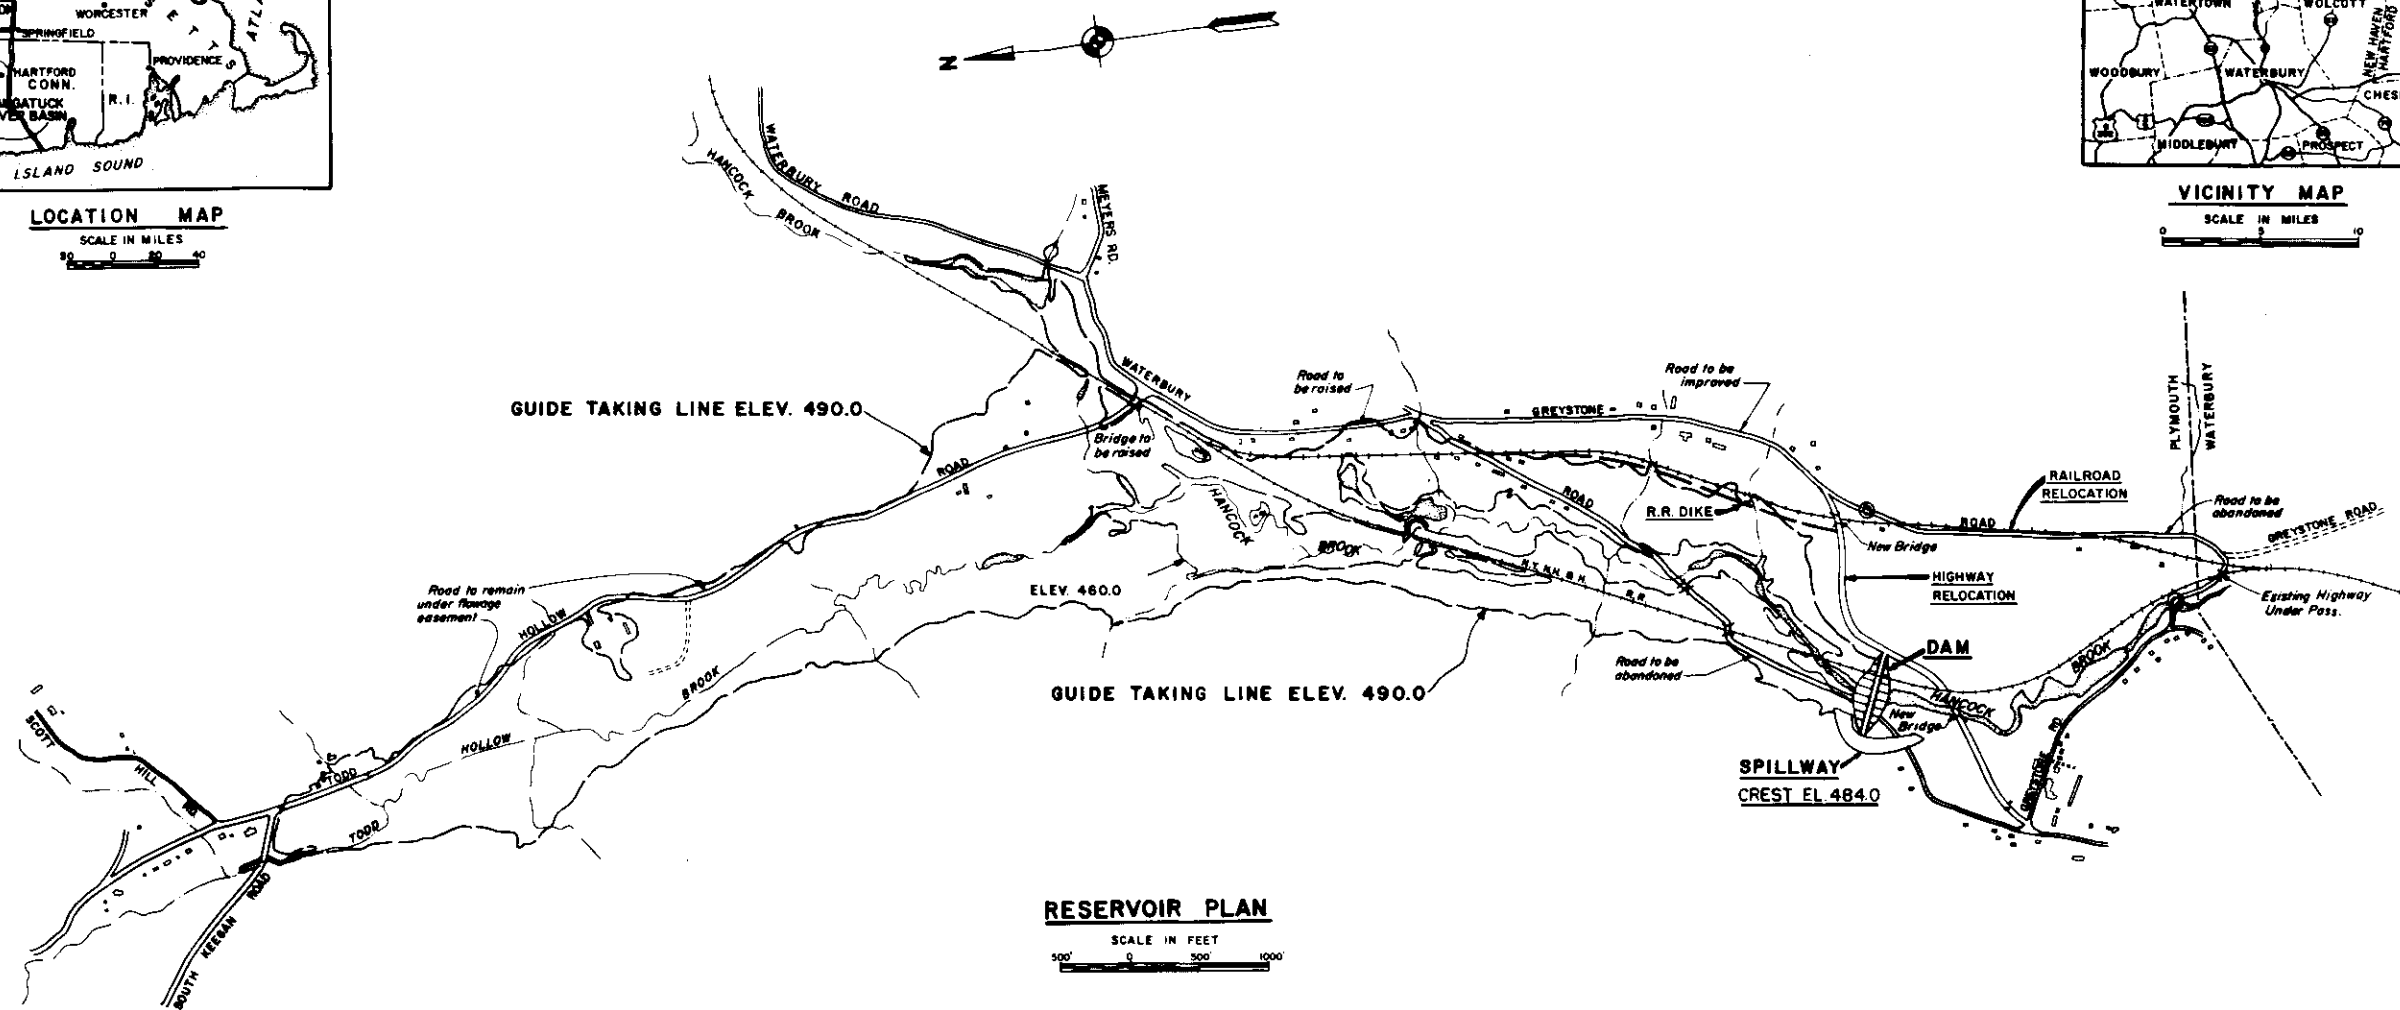 WORCESTER
SPRINGFIELD
PROVIDENCE
HARTFORD
CONN.
R.I.
ISLAND SOUND
LOCATION MAP
SCALE IN MILES
0 20 40
N
WATERTOWN
WOLCOTT
NEW HAVEN
HARTFORD
WOODBURY
WATERBURY
MIDDLEBURY
PROSPECT
VICINITY MAP
SCALE IN MILES
0 5 10
WATERBURY ROAD
HANCOCK BROOK
MEYERS RD.
WATERBURY
GUIDE TAKING LINE ELEV. 490.0
Bridge to
be raised
Road to
be raised
Road to be
improved
GREYSTONE
ROAD
PLYMOUTH
WATERBURY
RAILROAD
RELOCATION
Road to be
abandoned
GREYSTONE ROAD
R.R. DIKE
ROAD
ROAD
New Bridge
HANCOCK
BROOK
N.Y. N.H. & H.
R.R.
HIGHWAY
RELOCATION
Existing Highway
Under Pass.
Road to remain
under flowage
easement
HOLLOW
ELEV. 460.0
DAM
BROOK
Road to be
abandoned
GUIDE TAKING LINE ELEV. 490.0
BROOK
HANCOCK
New
Bridge
GREYSTONE RD.
SPILLWAY
CREST EL. 484.0
SCOTT HILL RD.
TODD
HOLLOW
TODD
SOUTH KEEGAN ROAD
RESERVOIR PLAN
SCALE IN FEET
500' 0 500' 1000'